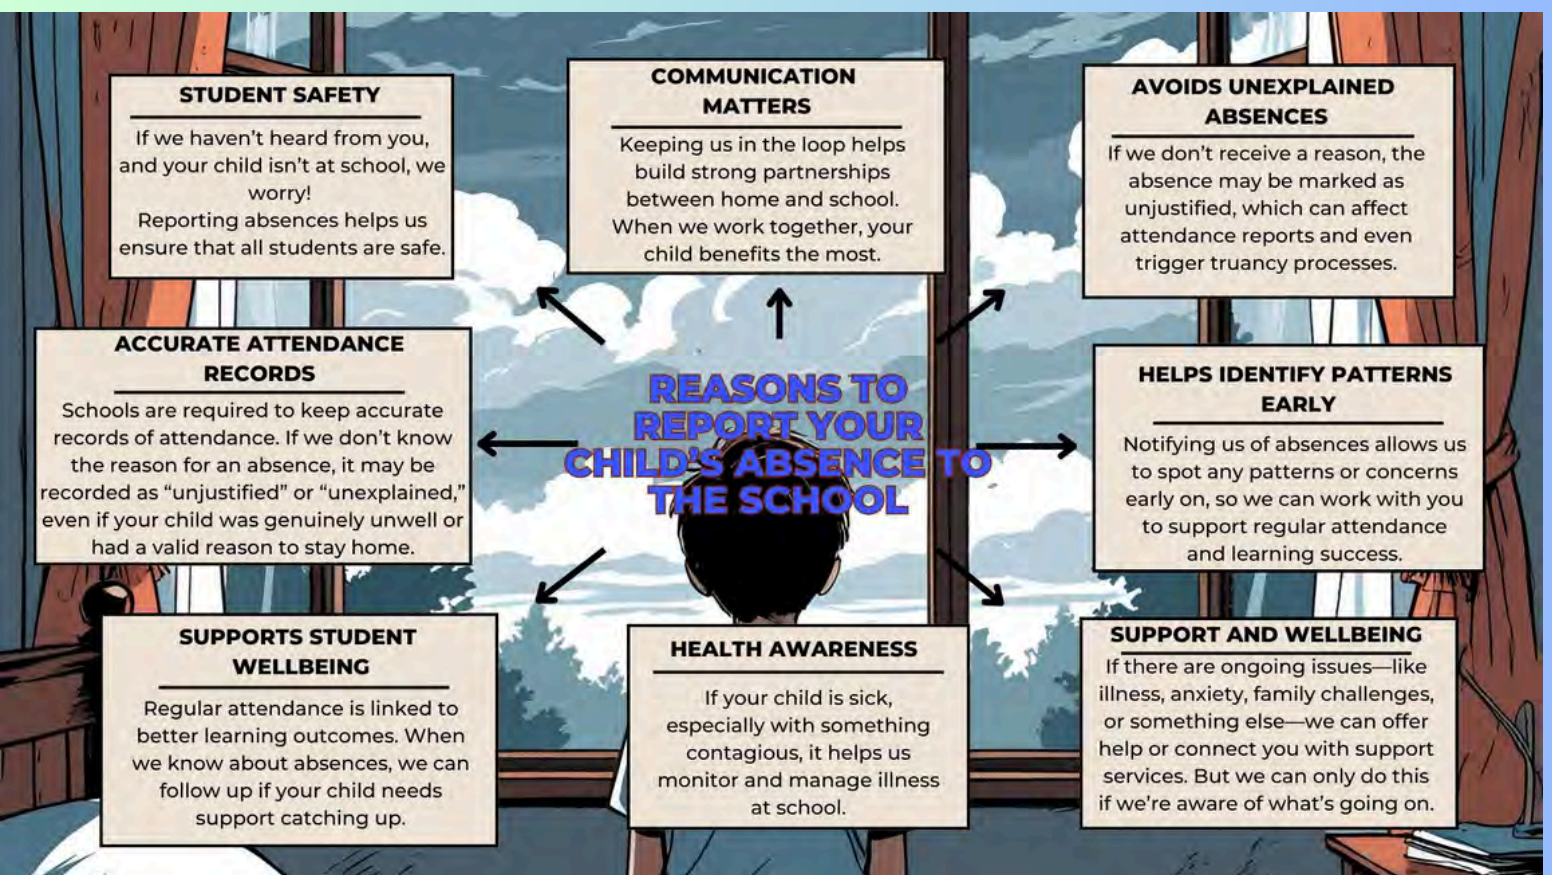 STUDENT SAFETY
If we haven't heard from you,
and your child isn't at school, we
worry!
Reporting absences helps us
ensure that all students are safe.
COMMUNICATION
MATTERS
Keeping us in the loop helps
build strong partnerships
between home and school.
When we work together, your
child benefits the most.
AVOIDS UNEXPLAINED
ABSENCES
If we don't receive a reason, the
absence may be marked as
unjustified, which can affect
attendance reports and even
trigger truancy processes.
ACCURATE ATTENDANCE
RECORDS
Schools are required to keep accurate
records of attendance. If we don't know
the reason for an absence, it may be
recorded as “unjustified” or “unexplained,”
even if your child was genuinely unwell or
had a valid reason to stay home.
REASONS TO
REPORT YOUR
CHILD'S ABSENCE TO
THE SCHOOL
HELPS IDENTIFY PATTERNS
EARLY
Notifying us of absences allows us
to spot any patterns or concerns
early on, so we can work with you
to support regular attendance
and learning success.
SUPPORTS STUDENT
WELLBEING
Regular attendance is linked to
better learning outcomes. When
we know about absences, we can
follow up if your child needs
support catching up.
HEALTH AWARENESS
If your child is sick,
especially with something
contagious, it helps us
monitor and manage illness
at school.
SUPPORT AND WELLBEING
If there are ongoing issues—like
illness, anxiety, family challenges,
or something else—we can offer
help or connect you with support
services. But we can only do this
if we're aware of what's going on.